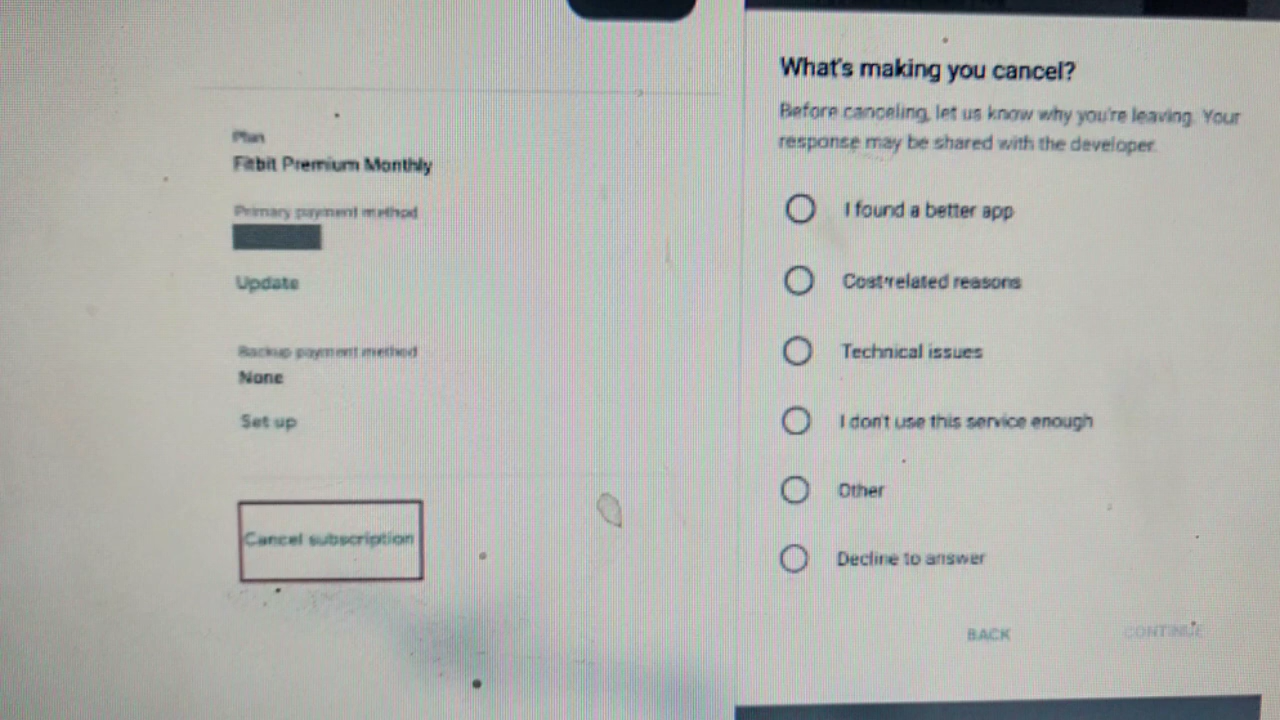 Plan
Fitbit Premium Monthly
Primary payment method
Update
Backup payment method
None
Set up
Cancel subscription
What's making you cancel?
Before canceling, let us know why you're leaving. Your
response may be shared with the developer.
I found a better app
Cost-related reasons
Technical issues
I don't use this service enough
Other
Decline to answer
BACK
CONTINUE